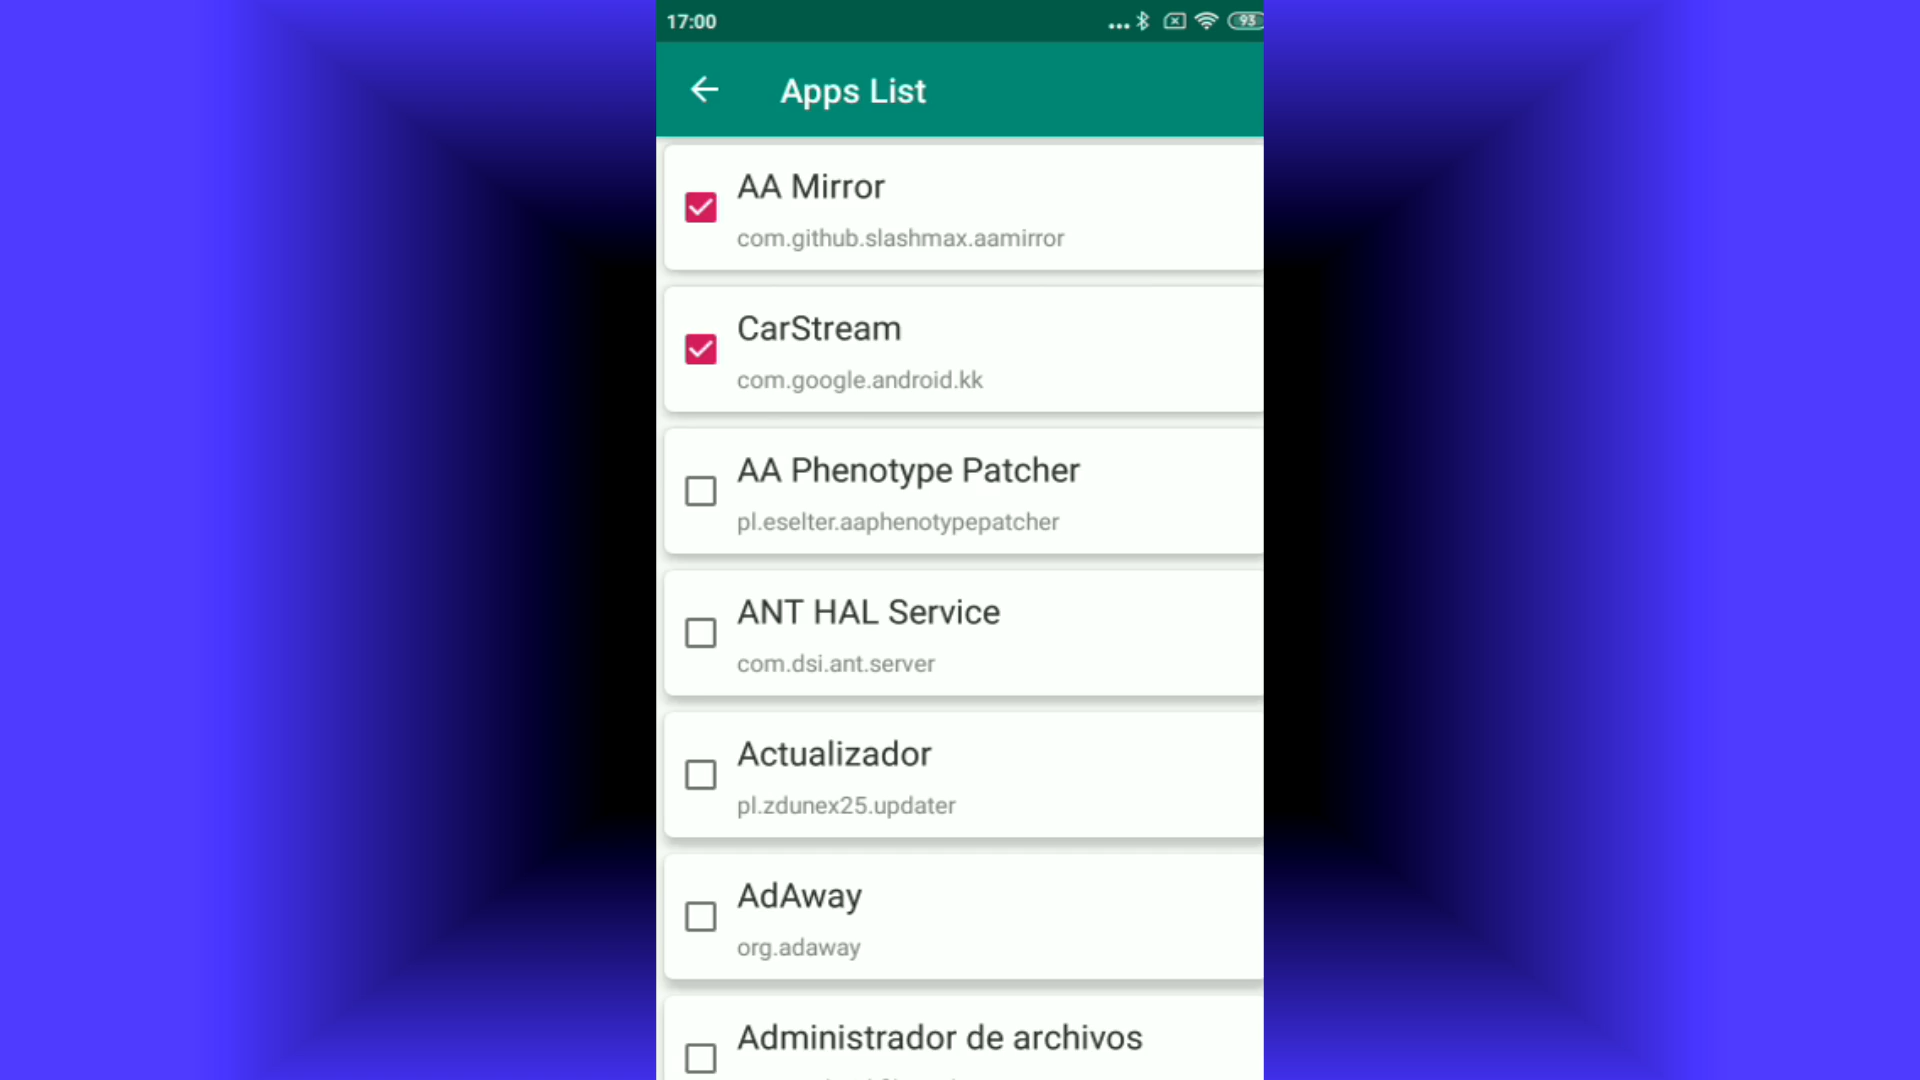 17:00
93
Apps List
AA Mirror
com.github.slashmax.aamirror
CarStream
com.google.android.kk
AA Phenotype Patcher
pl.eselter.aaphenotypepatcher
ANT HAL Service
com.dsi.ant.server
Actualizador
pl.zdunex25.updater
AdAway
org.adaway
Administrador de archivos